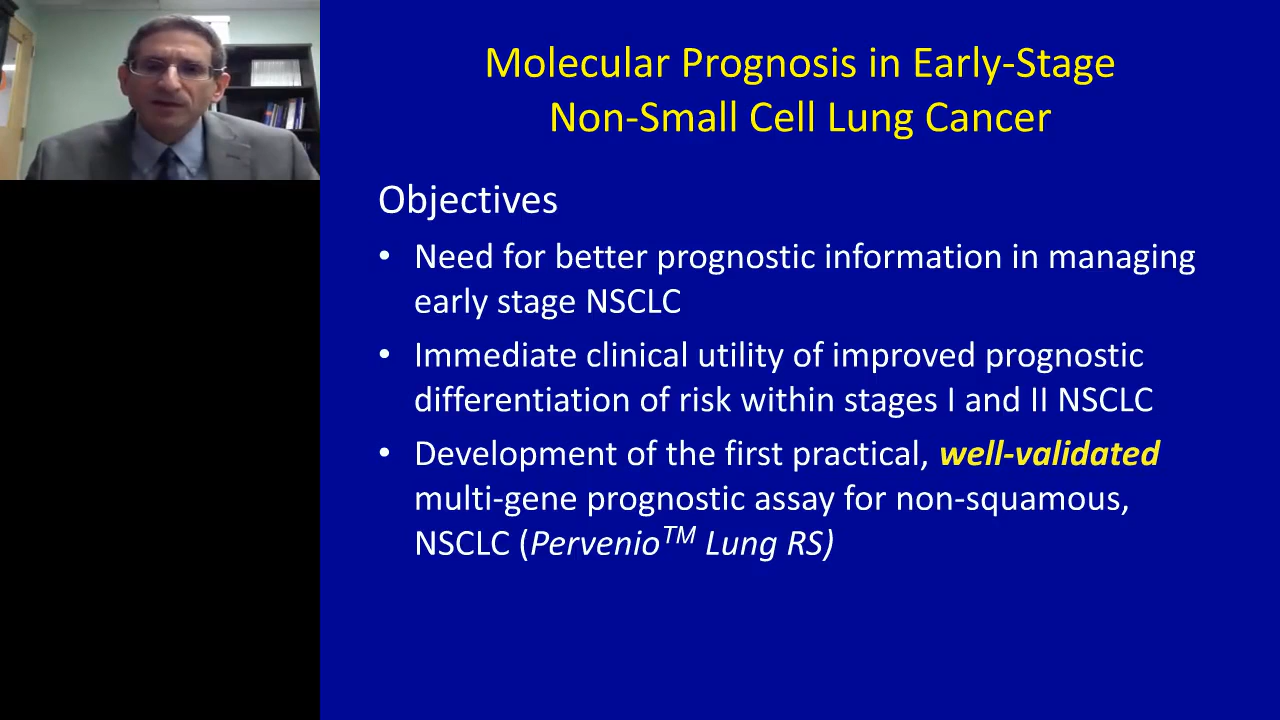 Molecular Prognosis in Early-Stage
Non-Small Cell Lung Cancer
Objectives
• Need for better prognostic information in managing
early stage NSCLC
• Immediate clinical utility of improved prognostic
differentiation of risk within stages I and II NSCLC
• Development of the first practical, well-validated
multi-gene prognostic assay for non-squamous,
NSCLC (Pervenio™ Lung RS)